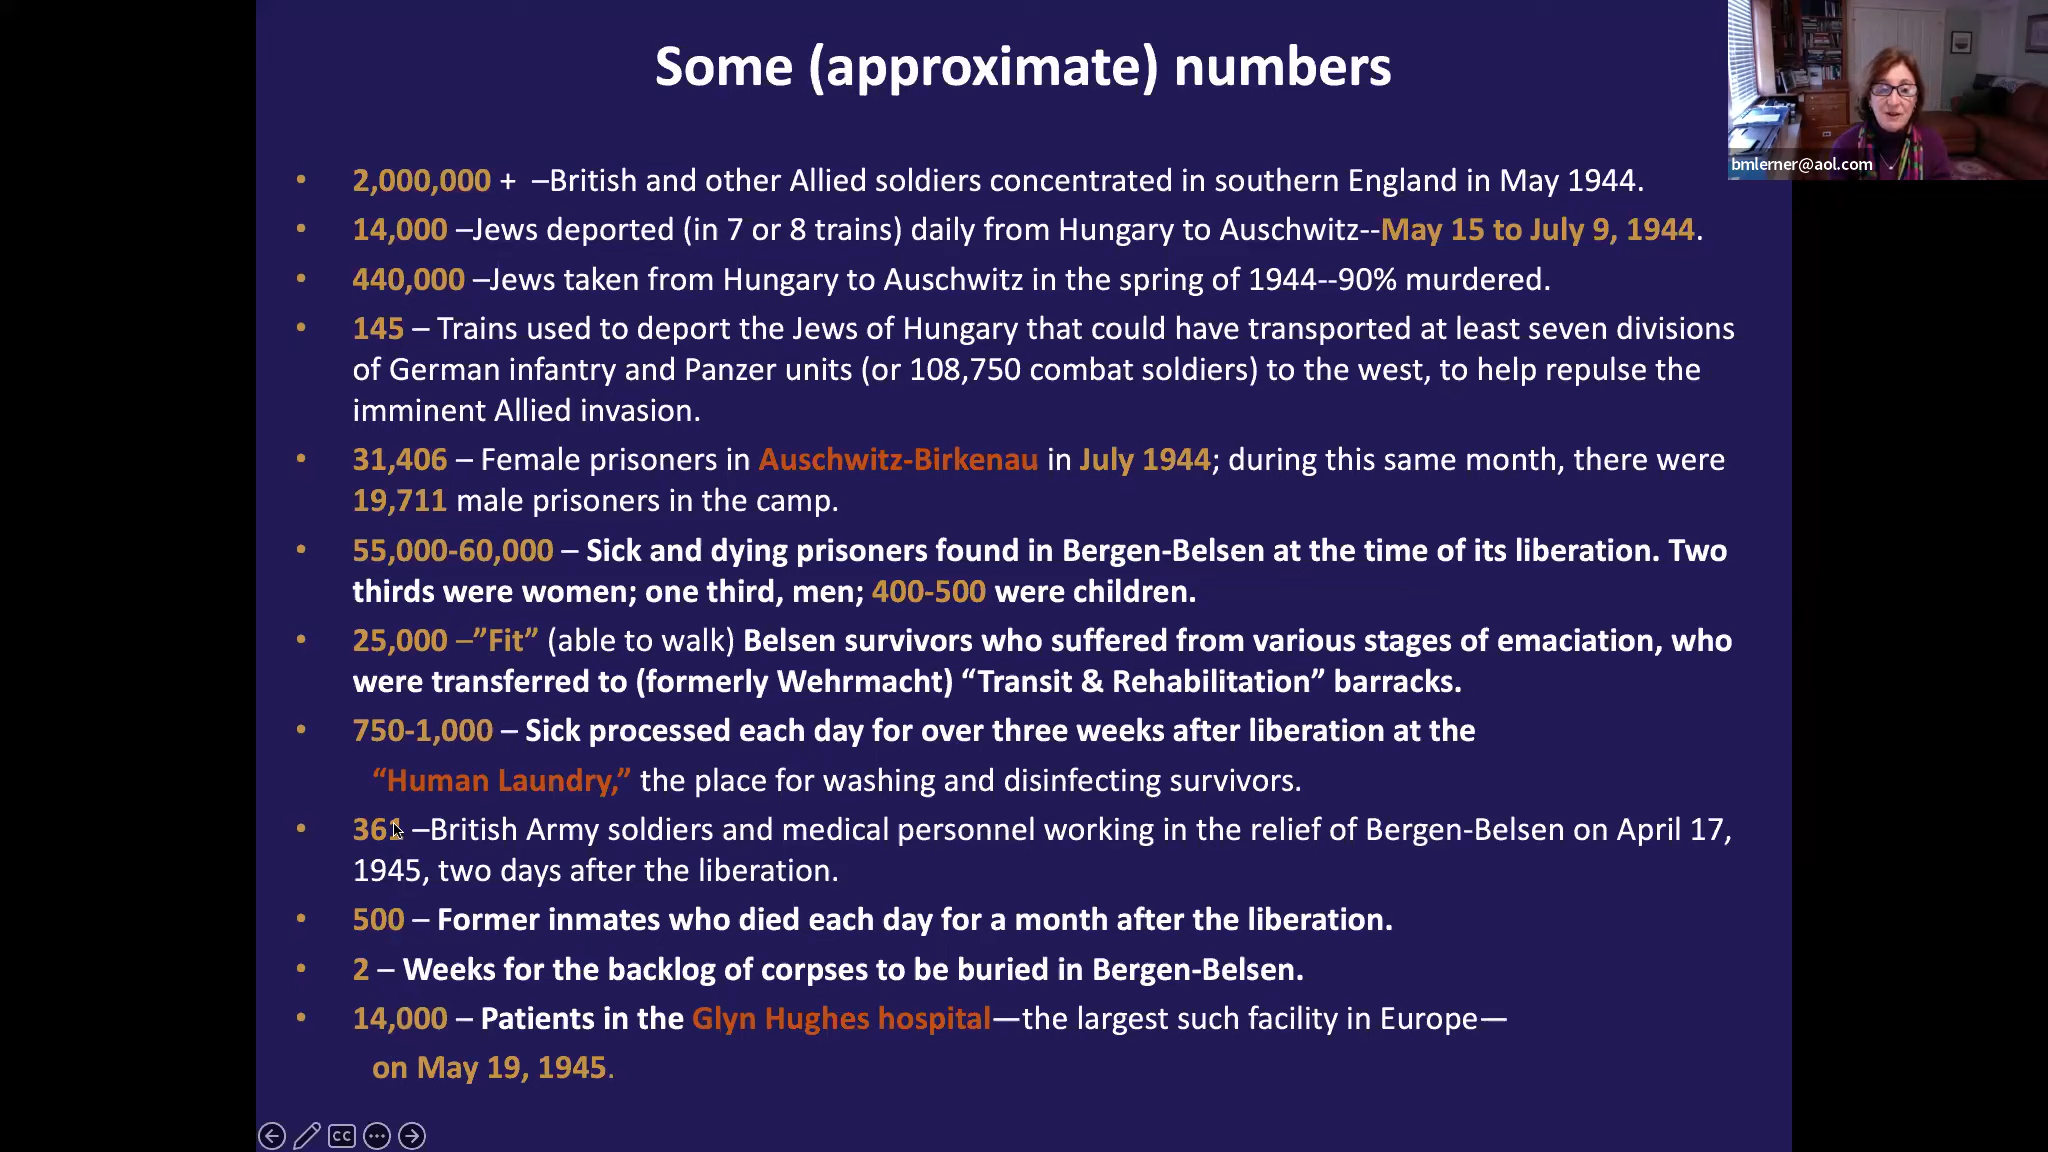 Some (approximate) numbers
bmlerner@aol.com
• 2,000,000 + –British and other Allied soldiers concentrated in southern England in May 1944.
• 14,000 –Jews deported (in 7 or 8 trains) daily from Hungary to Auschwitz--May 15 to July 9, 1944.
• 440,000 –Jews taken from Hungary to Auschwitz in the spring of 1944--90% murdered.
• 145 – Trains used to deport the Jews of Hungary that could have transported at least seven divisions
of German infantry and Panzer units (or 108,750 combat soldiers) to the west, to help repulse the
imminent Allied invasion.
• 31,406 – Female prisoners in Auschwitz-Birkenau in July 1944; during this same month, there were
19,711 male prisoners in the camp.
• 55,000-60,000 – Sick and dying prisoners found in Bergen-Belsen at the time of its liberation. Two
thirds were women; one third, men; 400-500 were children.
• 25,000 –”Fit” (able to walk) Belsen survivors who suffered from various stages of emaciation, who
were transferred to (formerly Wehrmacht) “Transit & Rehabilitation” barracks.
• 750-1,000 – Sick processed each day for over three weeks after liberation at the
“Human Laundry,” the place for washing and disinfecting survivors.
• 361 –British Army soldiers and medical personnel working in the relief of Bergen-Belsen on April 17,
1945, two days after the liberation.
• 500 – Former inmates who died each day for a month after the liberation.
• 2 – Weeks for the backlog of corpses to be buried in Bergen-Belsen.
• 14,000 – Patients in the Glyn Hughes hospital—the largest such facility in Europe—
on May 19, 1945.
CC